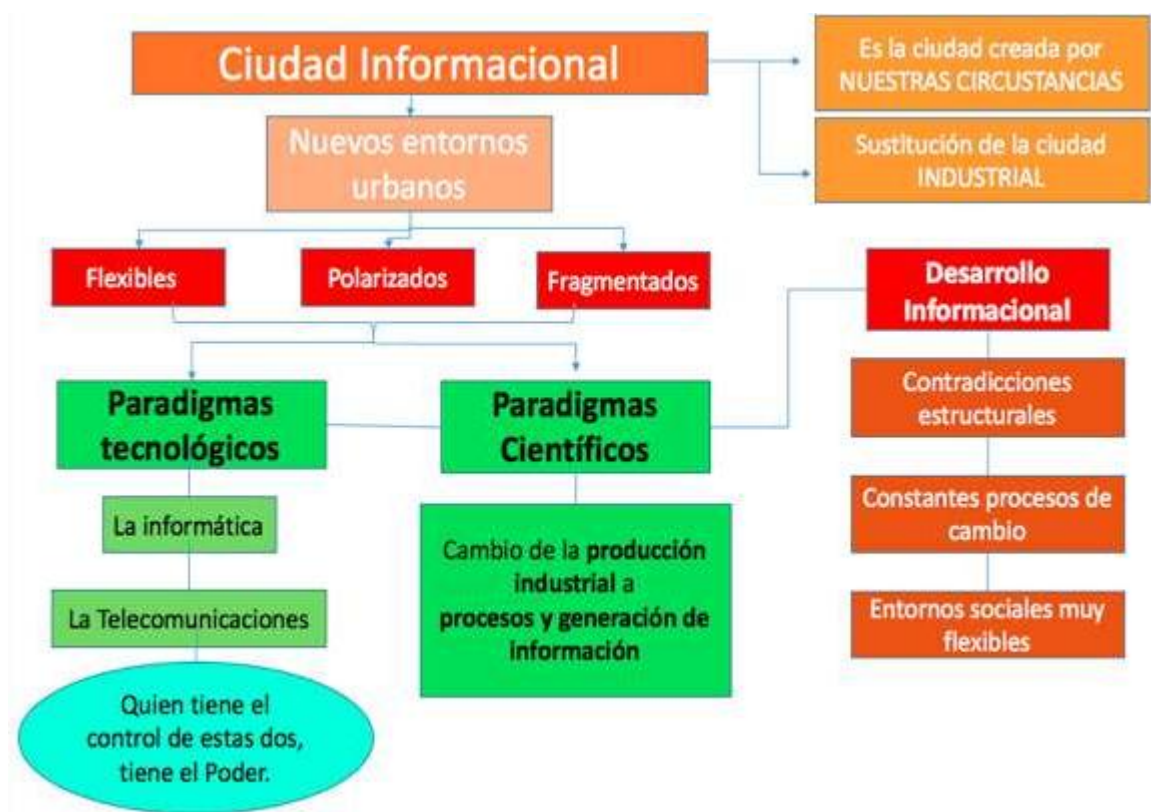 Ciudad Informacional
Es la ciudad creada por
NUESTRAS CIRCUSTANCIAS
Sustitución de la ciudad
INDUSTRIAL
Nuevos entornos
urbanos
Flexibles
Polarizados
Fragmentados
Desarrollo
Informacional
Paradigmas
tecnológicos
Paradigmas
Científicos
Contradicciones
estructurales
La informática
Constantes procesos de
cambio
Cambio de la producción
industrial a
procesos y generación de
información
La Telecomunicaciones
Entornos sociales muy
flexibles
Quien tiene el
control de estas dos,
tiene el Poder.